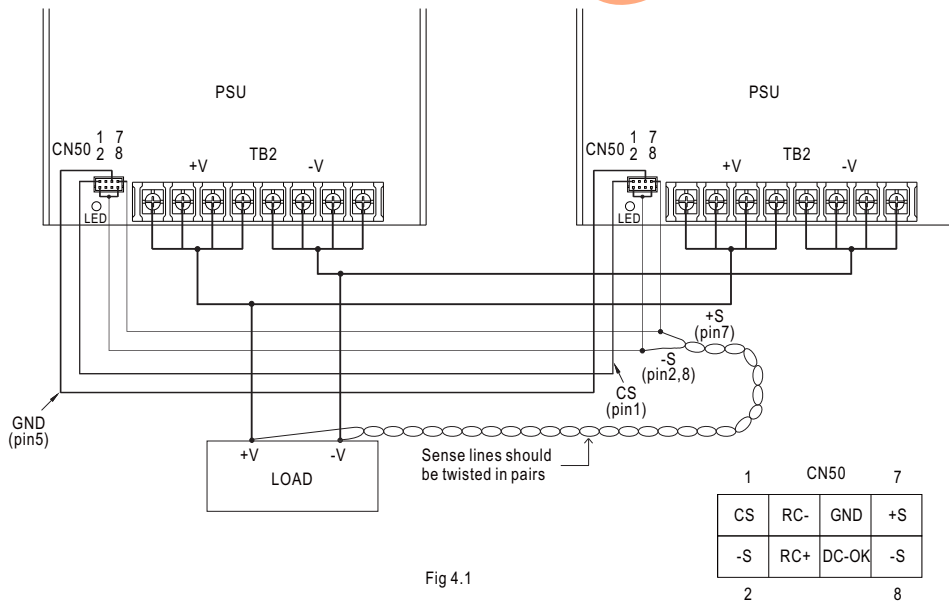 PSU
PSU
CN50
1 7
2 8
+V
TB2
-V
LED
CN50
1 7
2 8
+V
TB2
-V
LED
+S
(pin7)
-S
(pin2,8)
CS
(pin1)
GND
(pin5)
+V
-V
LOAD
Sense lines should
be twisted in pairs
1 CN50 7
CS RC- GND +S
-S RC+ DC-OK -S
2 8
Fig 4.1